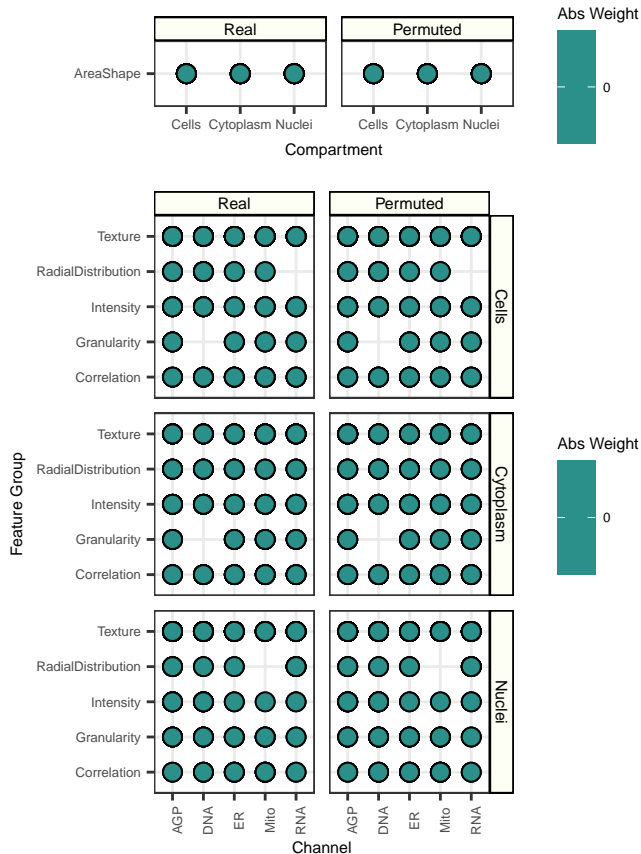 Real Permuted
AreaShape
Cells Cytoplasm Nuclei Cells Cytoplasm Nuclei
Compartment
Abs Weight
0
Real Permuted
Feature Group
Texture
RadialDistribution
Intensity
Granularity
Correlation
Cells
Texture
RadialDistribution
Intensity
Granularity
Correlation
Cytoplasm
Texture
RadialDistribution
Intensity
Granularity
Correlation
Nuclei
AGP DNA ER Mito RNA AGP DNA ER Mito RNA
Channel
Abs Weight
0